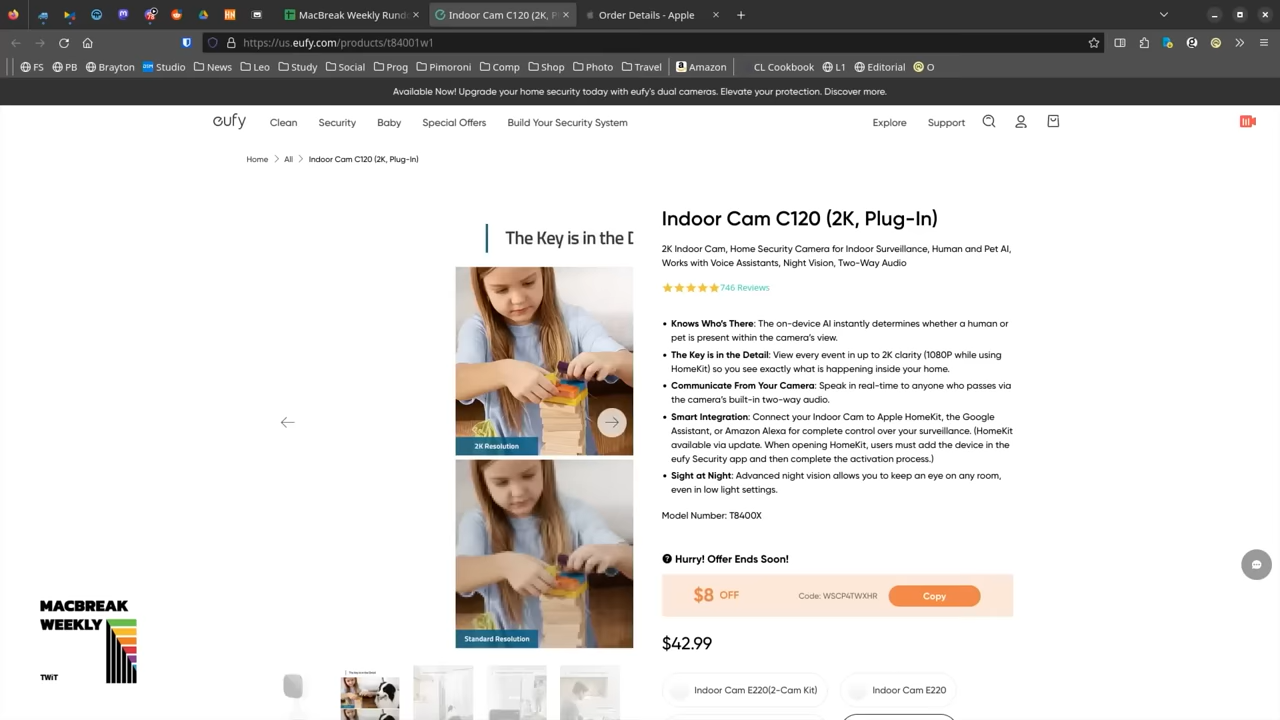 MacBreak Weekly Rund
Indoor Cam C120 (2K, P
Order Details - Apple
https://us.eufy.com/products/t84001w1
FS
PB
Brayton
Studio
News
Leo
Study
Social
Prog
Pimoroni
Comp
Shop
Photo
Travel
Amazon
CL Cookbook
L1
Editorial
O
Available Now! Upgrade your home security today with eufy's dual cameras. Elevate your protection. Discover more.
eufy
Clean
Security
Baby
Special Offers
Build Your Security System
Explore
Support
Home > All > Indoor Cam C120 (2K, Plug-In)
The Key is in the D
2K Resolution
Standard Resolution
Indoor Cam C120 (2K, Plug-In)
2K Indoor Cam, Home Security Camera for Indoor Surveillance, Human and Pet AI,
Works with Voice Assistants, Night Vision, Two-Way Audio
746 Reviews
• Knows Who's There: The on-device AI instantly determines whether a human or
pet is present within the camera's view.
• The Key is in the Detail: View every event in up to 2K clarity (1080P while using
HomeKit) so you see exactly what is happening inside your home.
• Communicate From Your Camera: Speak in real-time to anyone who passes via
the camera's built-in two-way audio.
• Smart Integration: Connect your Indoor Cam to Apple HomeKit, the Google
Assistant, or Amazon Alexa for complete control over your surveillance. (HomeKit
available via update. When opening HomeKit, users must add the device in the
eufy Security app and then complete the activation process.)
• Sight at Night: Advanced night vision allows you to keep an eye on any room,
even in low light settings.
Model Number: T8400X
Hurry! Offer Ends Soon!
$8 OFF
Code: WSCP4TWXHR
Copy
$42.99
Indoor Cam E220(2-Cam Kit)
Indoor Cam E220
MACBREAK
WEEKLY
TWiT